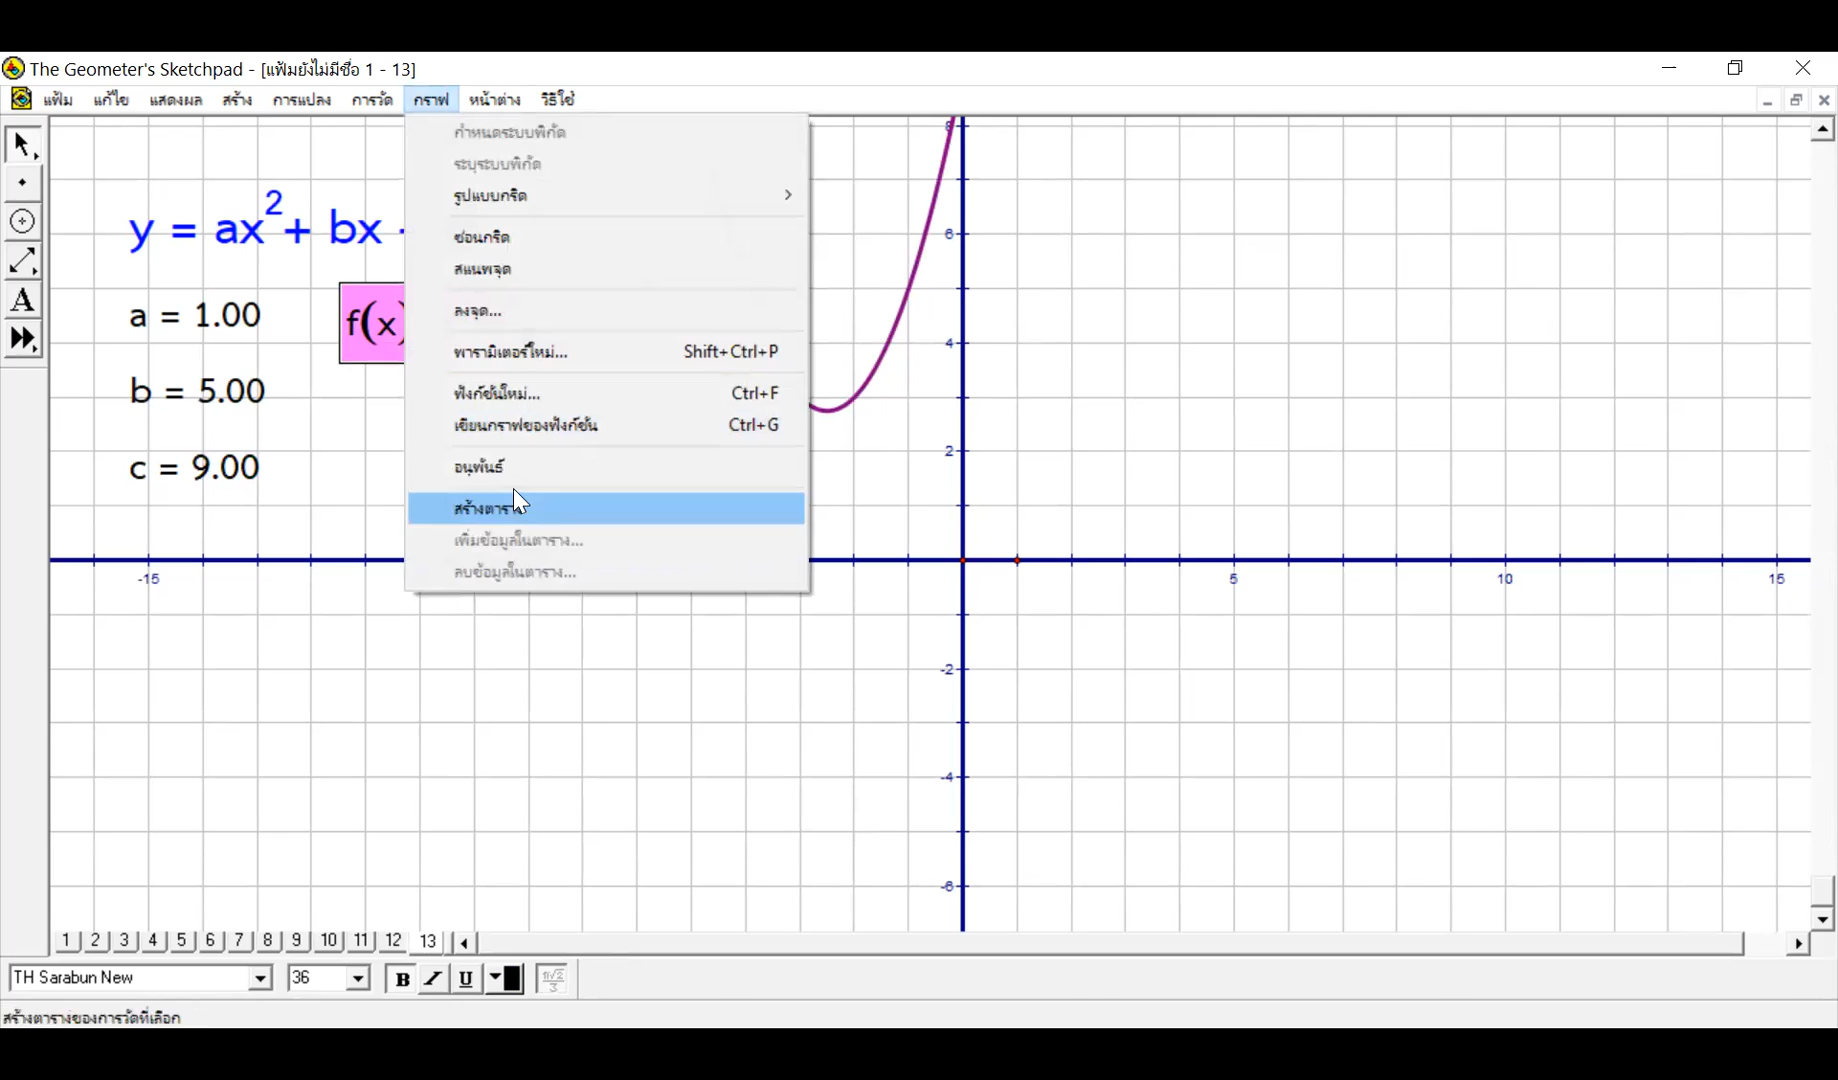 The Geometer's Sketchpad - [แฟ้มยังไม่มีชื่อ 1 - 13]
แฟ้ม แก้ไข แสดงผล สร้าง การแปลง การวัด กราฟ หน้าต่าง วิธีใช้
กำหนดระบบพิกัด
ระบุระบบพิกัด
รูปแบบกริด
ซ่อนกริด
สแนพจุด
ลงจุด...
พารามิเตอร์ใหม่... Shift+Ctrl+P
ฟังก์ชันใหม่... Ctrl+F
เขียนกราฟของฟังก์ชัน Ctrl+G
อนุพันธ์
สร้างตาราง
เพิ่มข้อมูลในตาราง...
ลบข้อมูลในตาราง...
y = ax² + bx
a = 1.00
f(x)
b = 5.00
c = 9.00
8
6
4
2
-15 5 10 15
-2
-4
-6
1 2 3 4 5 6 7 8 9 10 11 12 13
TH Sarabun New 36 B I U
สร้างตารางของการวัดที่เลือก